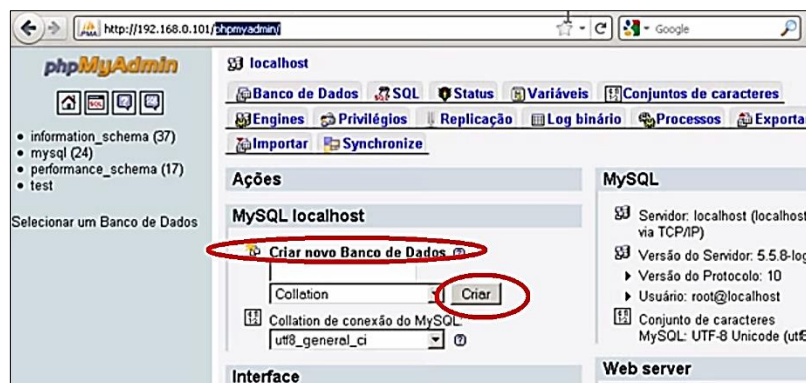 http://192.168.0.101/phpmyadmin/
Google
phpMyAdmin
SQL
information_schema (37)
mysql (24)
performance_schema (17)
test
Selecionar um Banco de Dados
localhost
Banco de Dados SQL Status Variáveis Conjuntos de caracteres
Engines Privilégios Replicação Log binário Processos Exportar
Importar Synchronize
Ações
MySQL localhost
Criar novo Banco de Dados
Collation Criar
Collation de conexão do MySQL:
utf8_general_ci
Interface
MySQL
Servidor: localhost (localhost
via TCP/IP)
Versão do Servidor: 5.5.8-log
Versão do Protocolo: 10
Usuário: root@localhost
Conjunto de caracteres
MySQL: UTF-8 Unicode (utf8
Web server